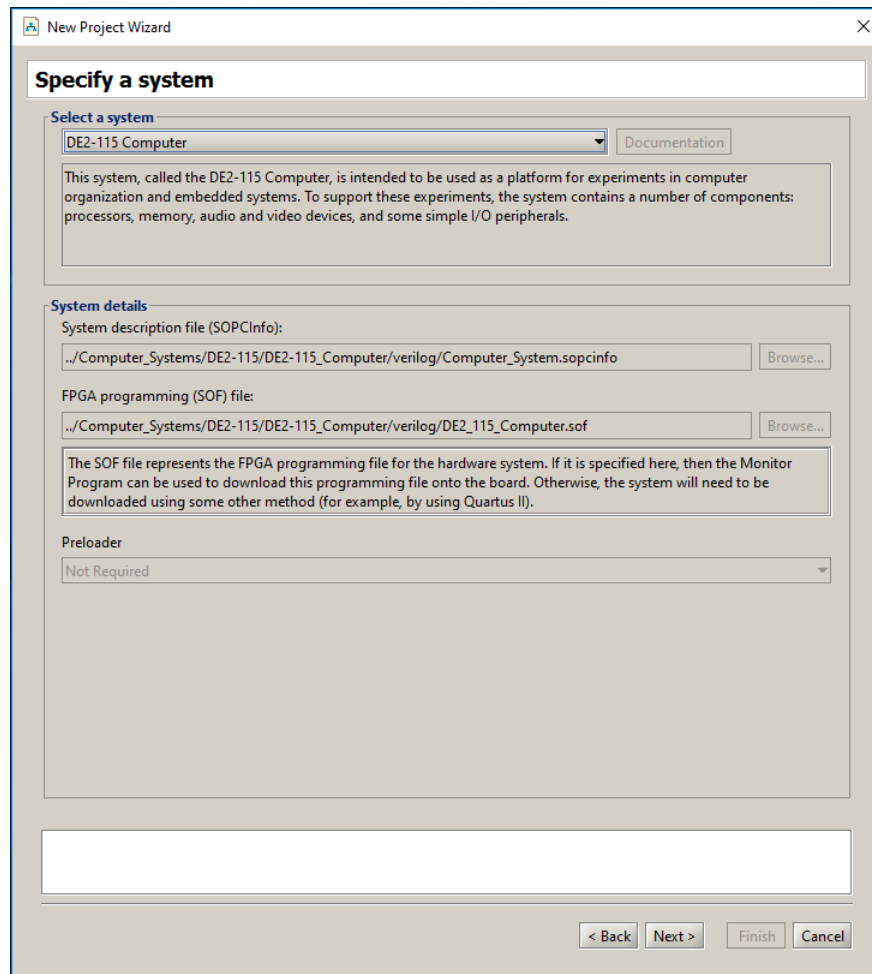 New Project Wizard
Specify a system
Select a system
DE2-115 Computer
Documentation
This system, called the DE2-115 Computer, is intended to be used as a platform for experiments in computer
organization and embedded systems. To support these experiments, the system contains a number of components:
processors, memory, audio and video devices, and some simple I/O peripherals.
System details
System description file (SOPCInfo):
../Computer_Systems/DE2-115/DE2-115_Computer/verilog/Computer_System.sopcinfo
Browse...
FPGA programming (SOF) file:
../Computer_Systems/DE2-115/DE2-115_Computer/verilog/DE2_115_Computer.sof
Browse...
The SOF file represents the FPGA programming file for the hardware system. If it is specified here, then the Monitor
Program can be used to download this programming file onto the board. Otherwise, the system will need to be
downloaded using some other method (for example, by using Quartus II).
Preloader
Not Required
< Back
Next >
Finish
Cancel